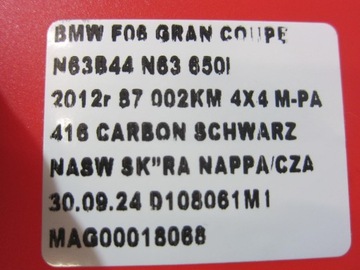 BMW F06 GRAN COUPE
N63B44 N63 650I
2012r 87 002KM 4X4 M-PA
416 CARBON SCHWARZ
NASW SK"RA NAPPA/CZA
30.09.24 D108061M1
MAG00018068